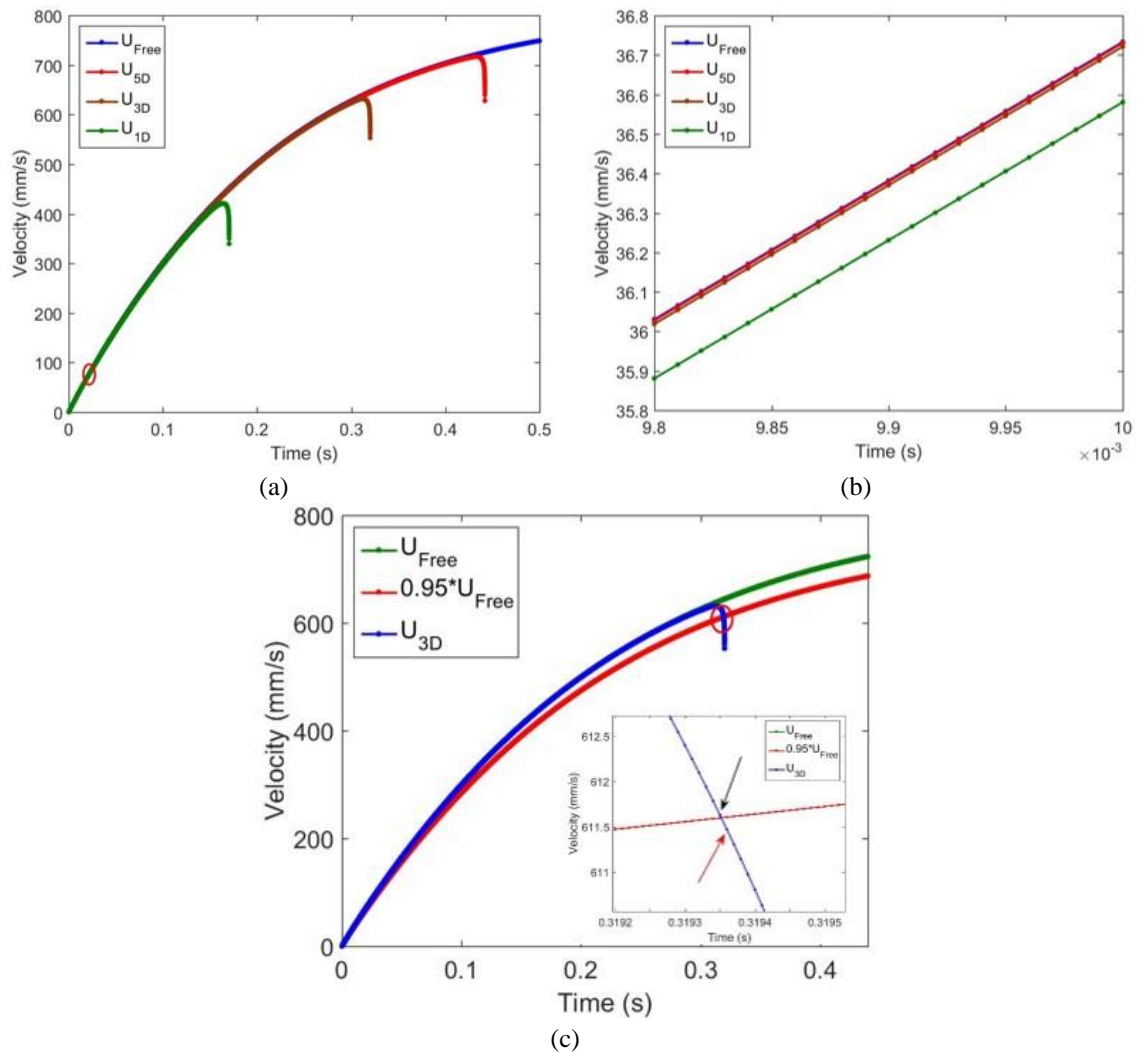 800
700
600
500
400
300
200
100
0
Velocity (mm/s)
U_Free
U_5D
U_3D
U_1D
0 0.1 0.2 0.3 0.4 0.5
Time (s)
(a)
36.8
36.7
36.6
36.5
36.4
36.3
36.2
36.1
36
35.9
35.8
Velocity (mm/s)
U_Free
U_5D
U_3D
U_1D
9.8 9.85 9.9 9.95 10
Time (s)
×10^-3
(b)
800
600
400
200
0
Velocity (mm/s)
U_Free
0.95*U_Free
U_3D
612.5
612
611.5
611
Velocity (mm/s)
U_Free
0.95*U_Free
U_3D
0.3192 0.3193 0.3194 0.3195
Time (s)
0 0.1 0.2 0.3 0.4
Time (s)
(c)